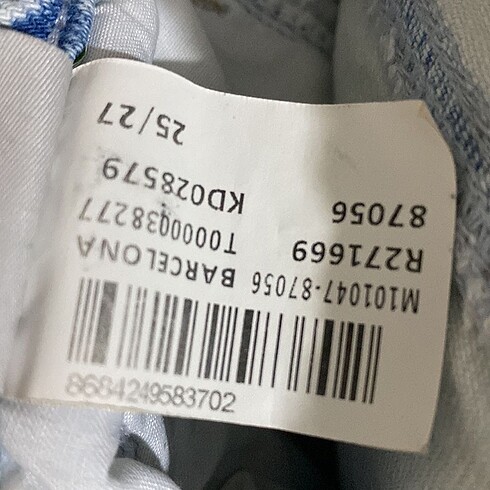 M101047-87056 BARCELONA
R271669 T0000038277
87056 KD028579
25/27
8684249583702